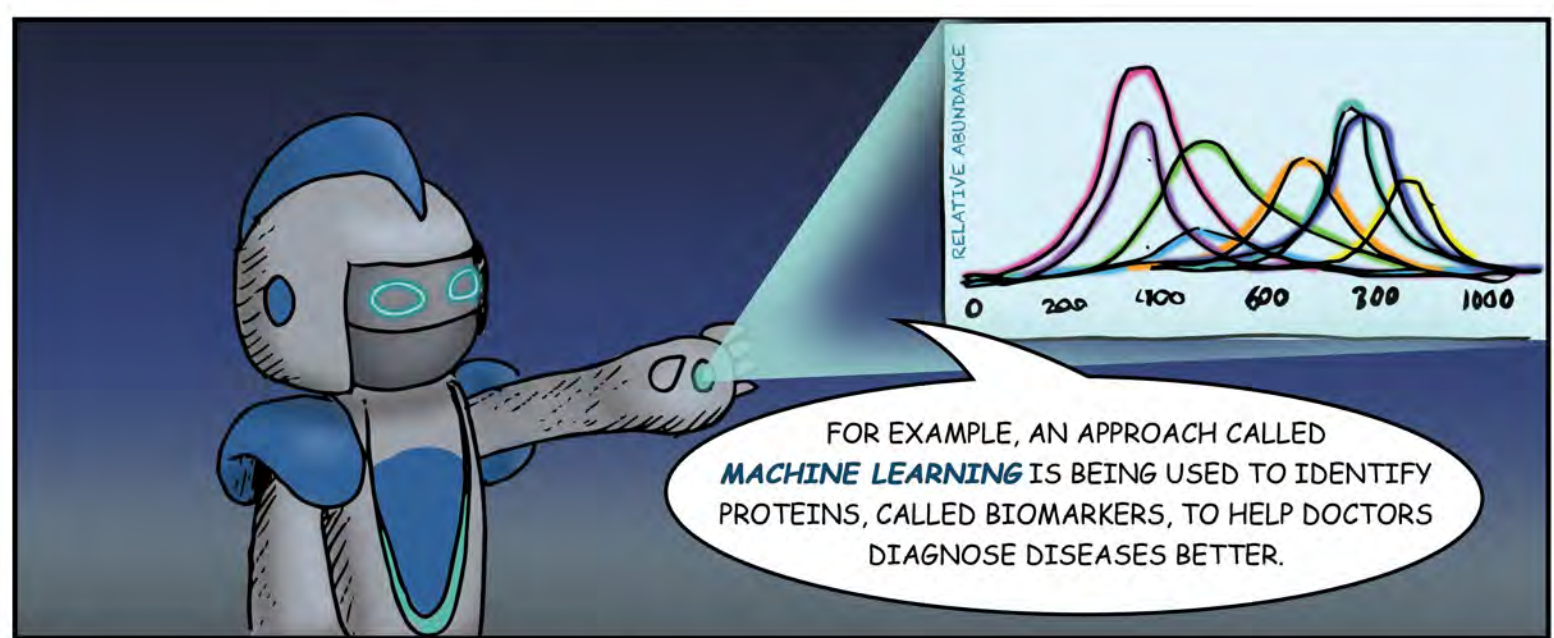 RELATIVE ABUNDANCE
0 200 400 600 800 1000
FOR EXAMPLE, AN APPROACH CALLED
MACHINE LEARNING IS BEING USED TO IDENTIFY
PROTEINS, CALLED BIOMARKERS, TO HELP DOCTORS
DIAGNOSE DISEASES BETTER.